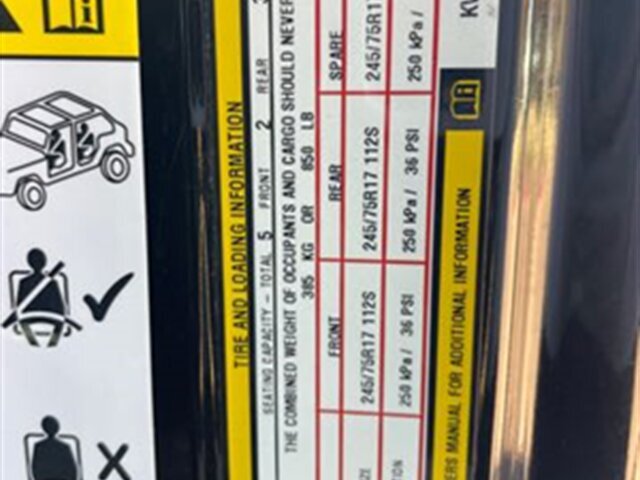 TIRE AND LOADING INFORMATION
SEATING CAPACITY – TOTAL 5 FRONT 2 REAR 3
THE COMBINED WEIGHT OF OCCUPANTS AND CARGO SHOULD NEVER
385 KG OR 850 LB
FRONT REAR SPARE
245/75R17 112S 245/75R17 112S 245/75R17
250 kPa / 36 PSI 250 kPa / 36 PSI 250 kPa /
MANUAL FOR ADDITIONAL INFORMATION